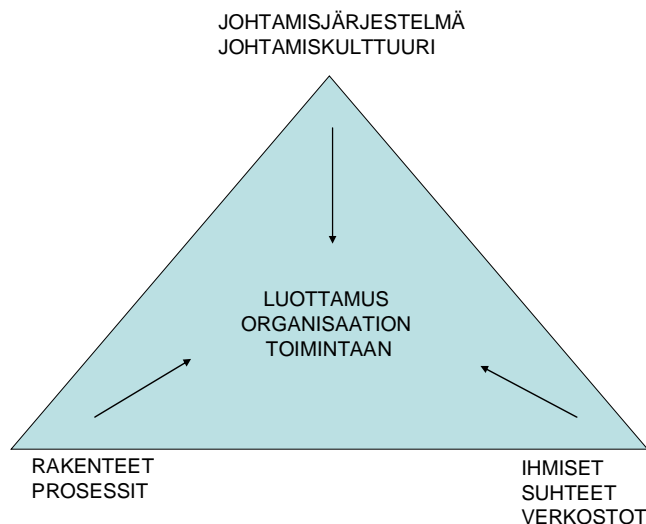 JOHTAMISJÄRJESTELMÄ
JOHTAMISKULTTUURI
LUOTTAMUS
ORGANISAATION
TOIMINTAAN
RAKENTEET
PROSESSIT
IHMISET
SUHTEET
VERKOSTOT